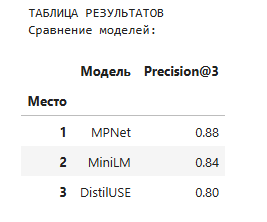 ТАБЛИЦА РЕЗУЛЬТАТОВ
Сравнение моделей:
Модель Precision@3
Место
1 MPNet 0.88
2 MiniLM 0.84
3 DistilUSE 0.80